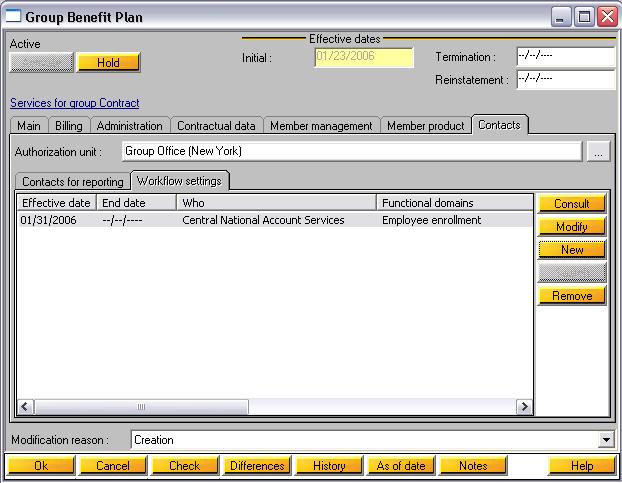 Group Benefit Plan
Active
Effective dates
Hold
Initial : 01/23/2006
Termination : --/--/----
Reinstatement : --/--/----
Services for group Contract
Main Billing Administration Contractual data Member management Member product Contacts
Authorization unit : Group Office (New York) ...
Contacts for reporting Workflow settings
Effective date End date Who Functional domains
01/31/2006 --/--/---- Central National Account Services Employee enrollment
Consult
Modify
New
Remove
Modification reason : Creation
Ok Cancel Check Differences History As of date Notes Help